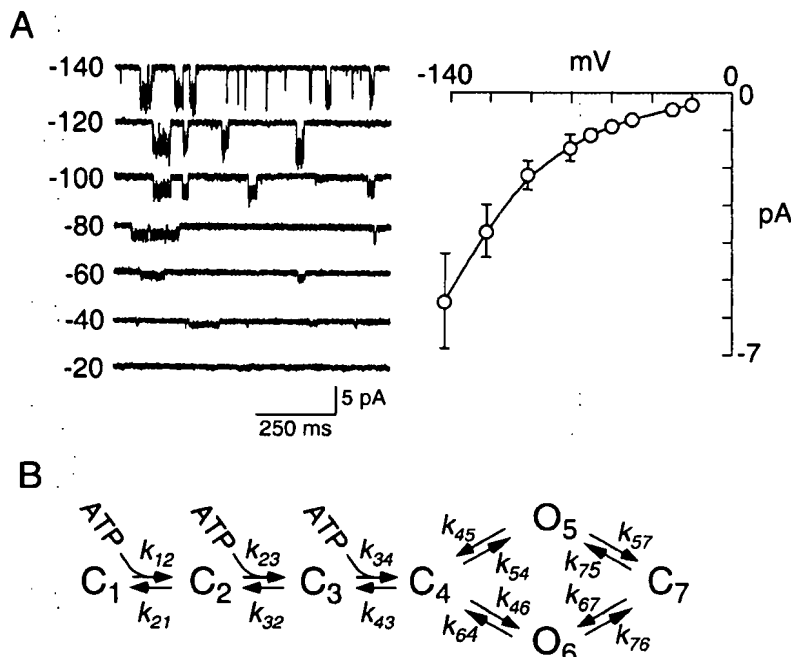 A
-140
-120
-100
-80
-60
-40
-20
5 pA
250 ms
-140 mV 0
0
pA
-7
B
ATP ATP ATP
k12 k23 k34 k45 O5 k57
k54 k75
C1 C2 C3 C4 C7
k21 k32 k43 k46 k67
k64 O6 k76